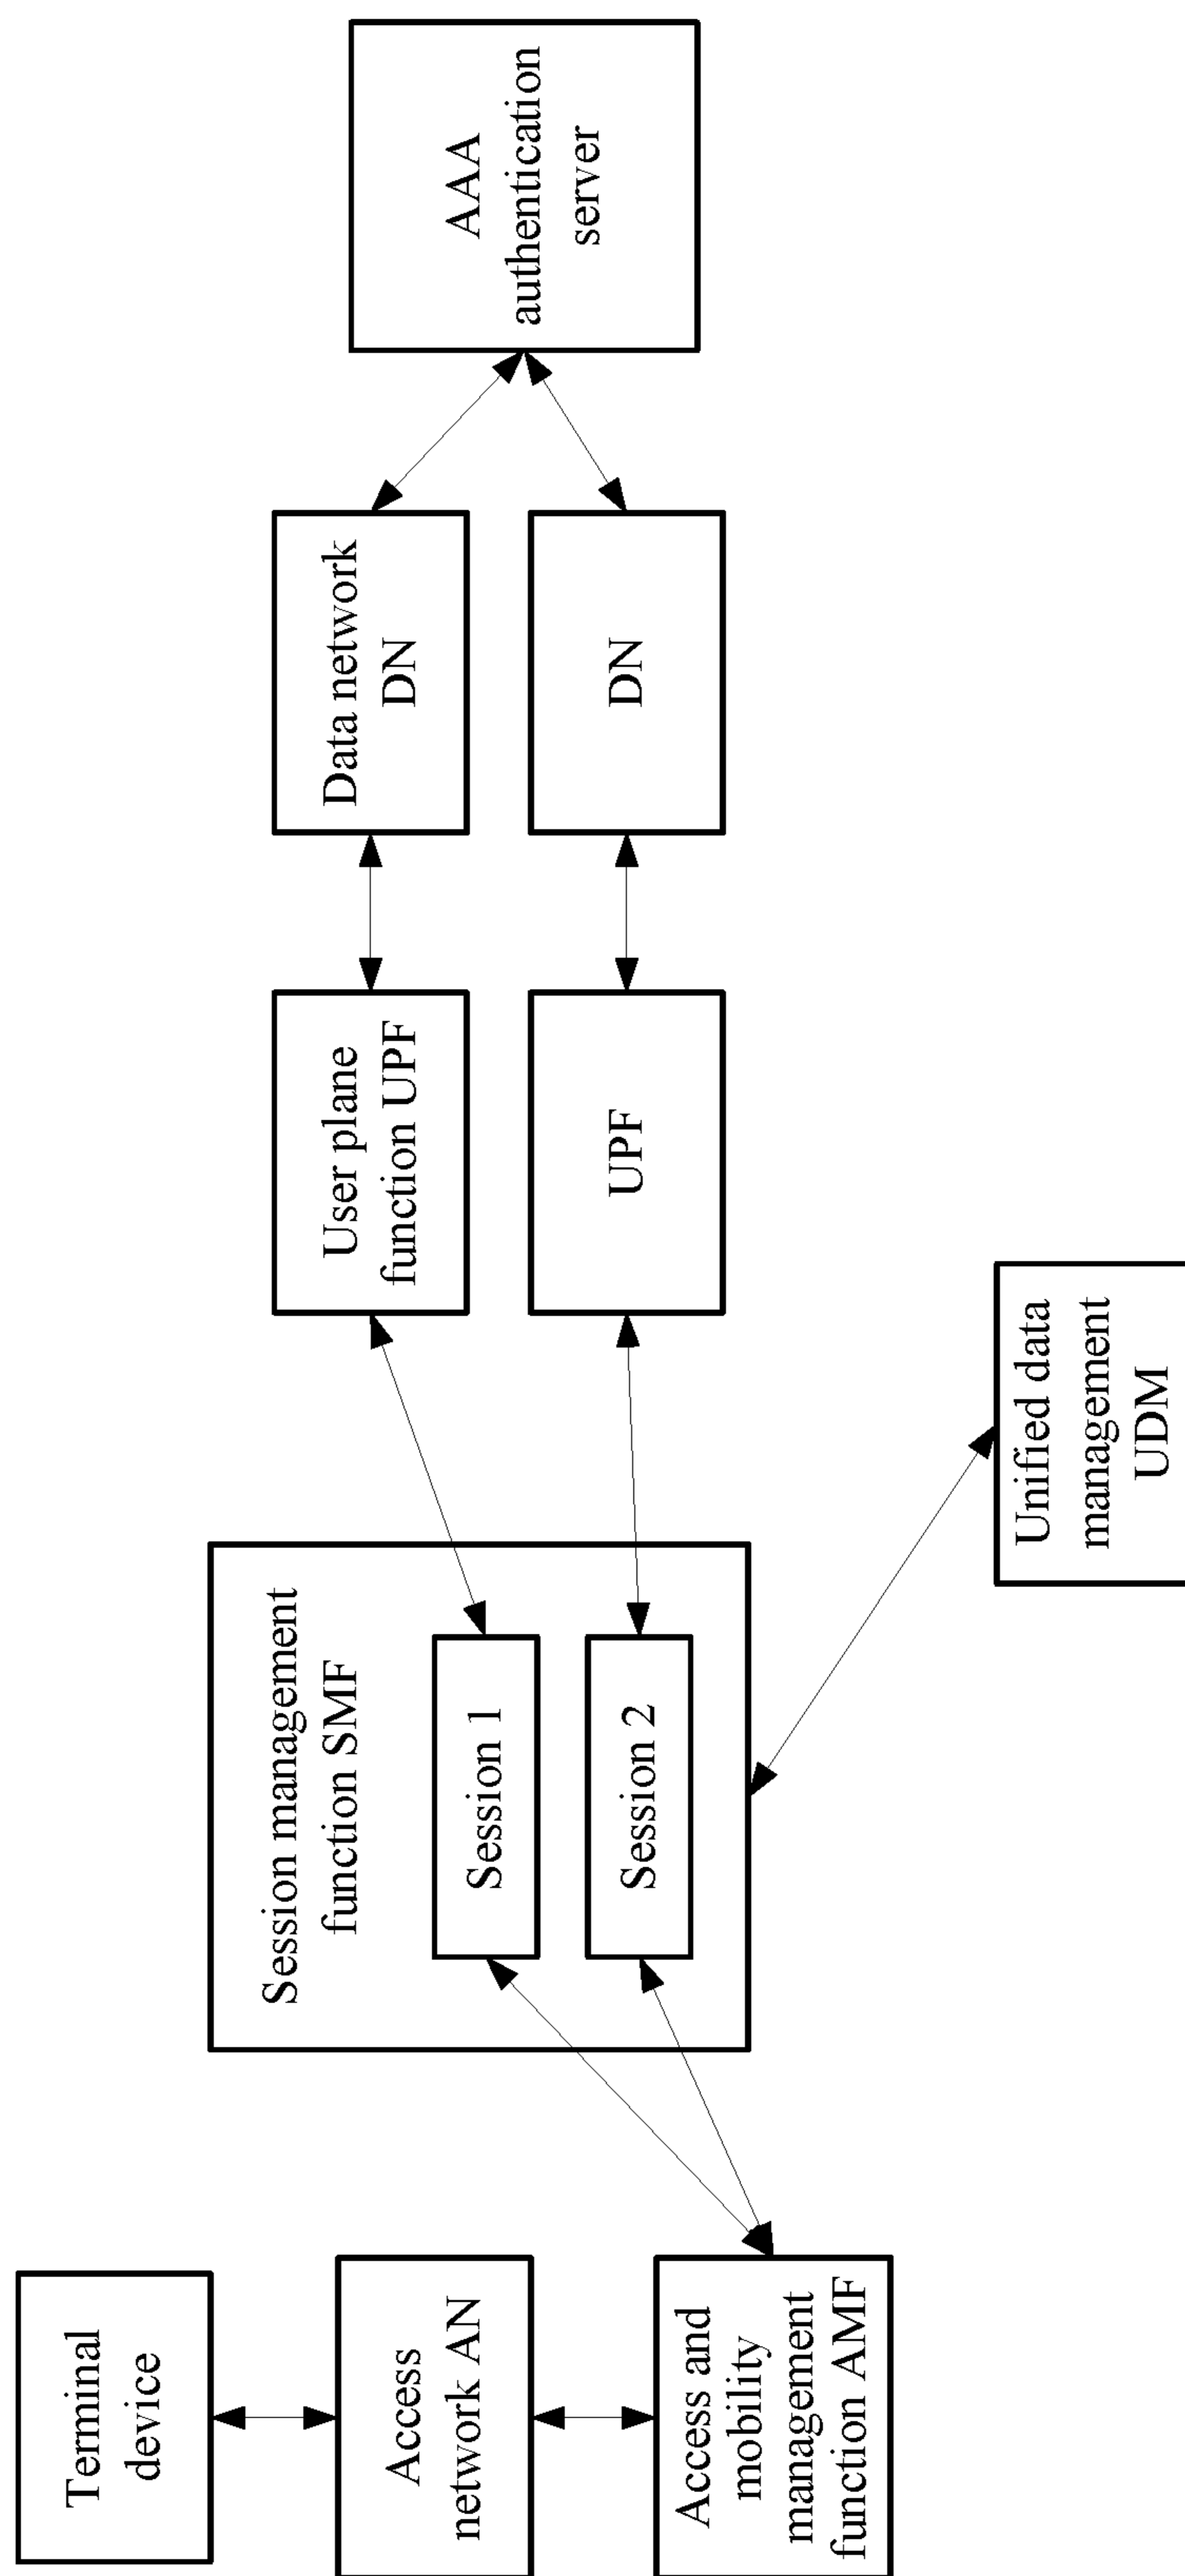 Terminal
device
Access
network AN
Access and
mobility
management
function AMF
Session management
function SMF
Session 1
Session 2
Unified data
management
UDM
User plane
function UPF
UPF
Data network
DN
DN
AAA
authentication
server